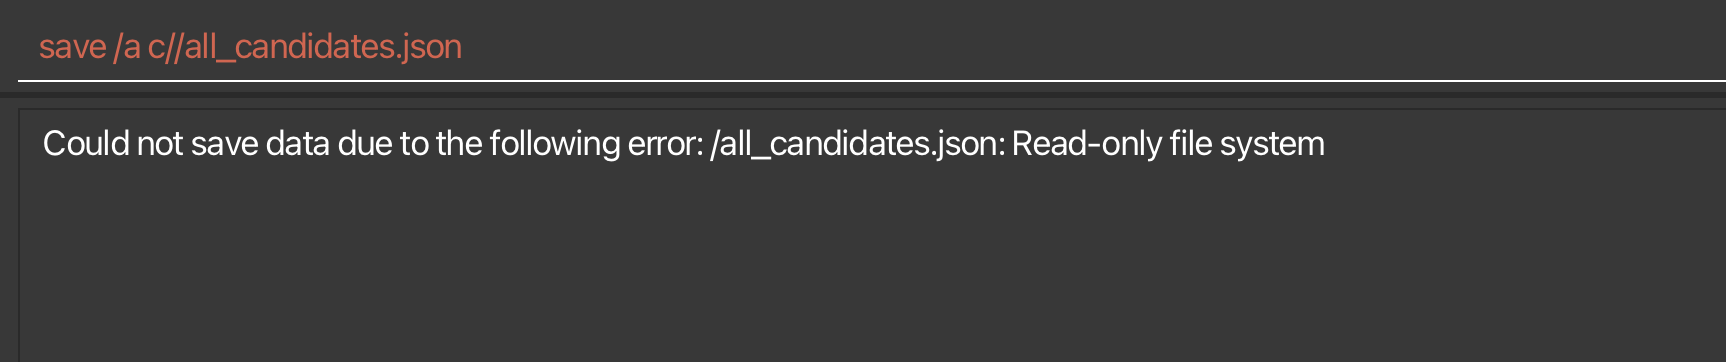 save /a c//all_candidates.json
Could not save data due to the following error: /all_candidates.json: Read-only file system